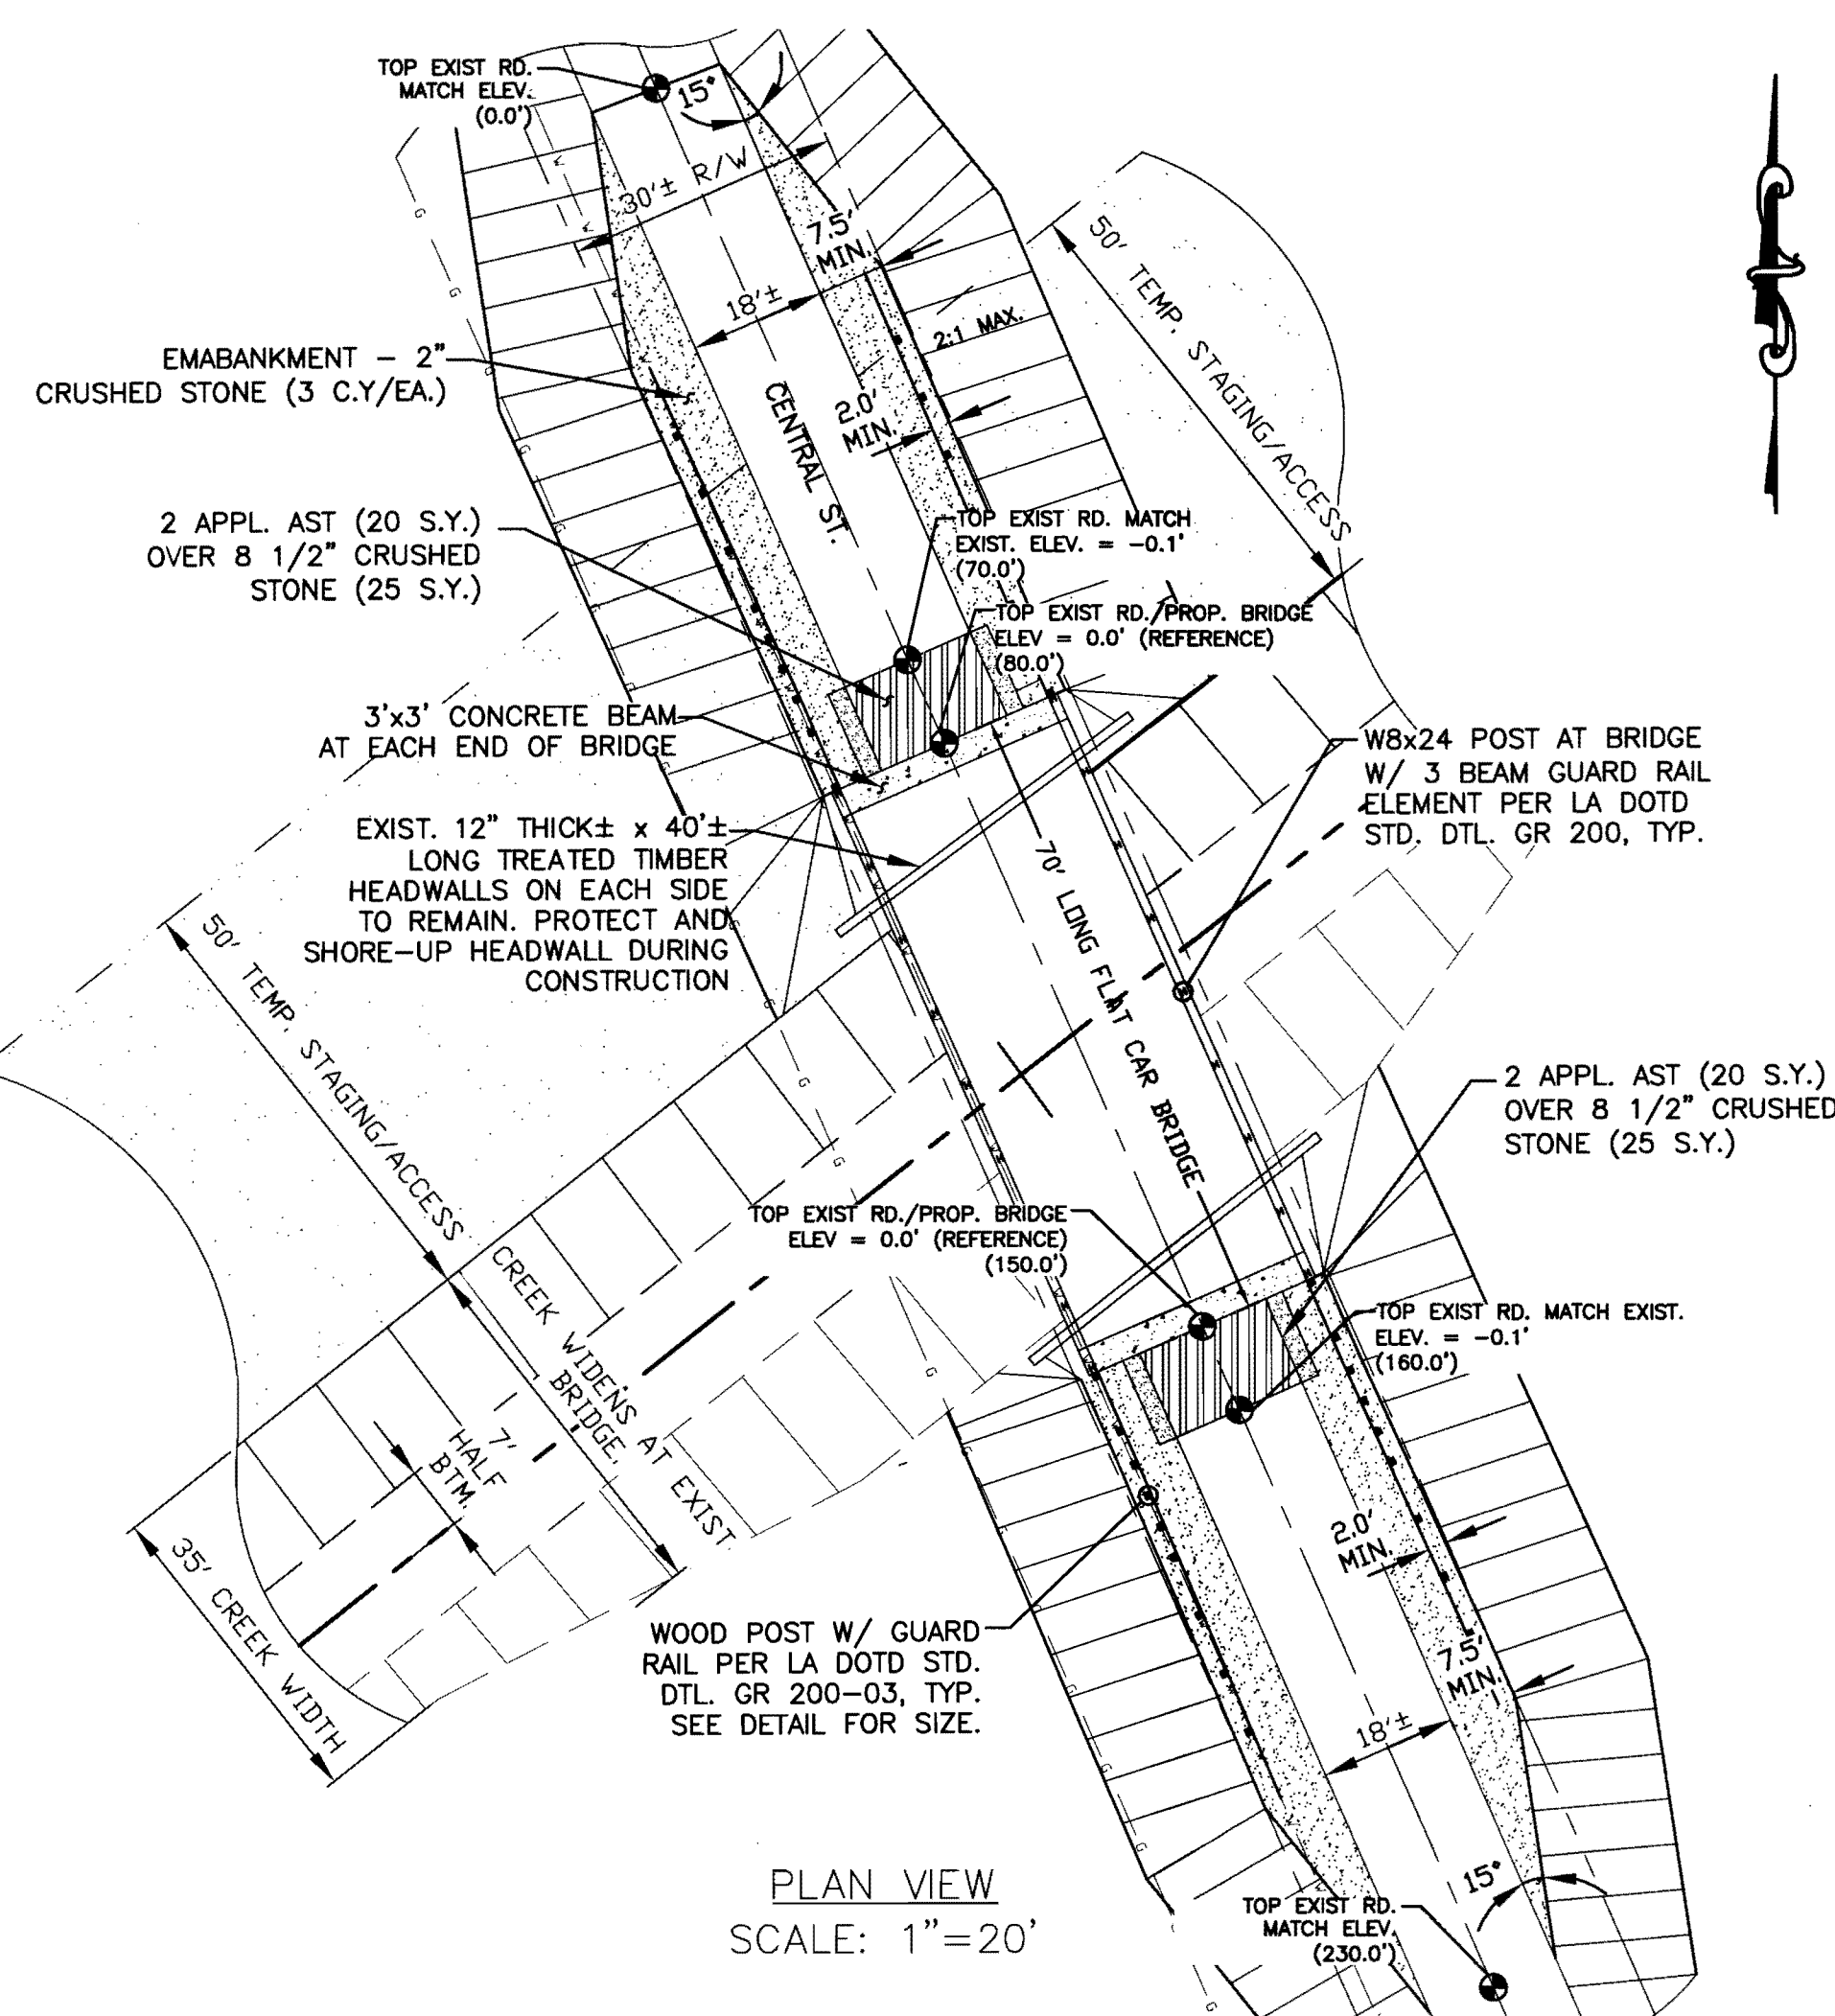 TOP EXIST RD.
MATCH ELEV.
(0.0')
15°
30'± R/W
7.5'
MIN.
18'±
2:1 MAX.
50' TEMP. STAGING/ACCESS
EMABANKMENT - 2"
CRUSHED STONE (3 C.Y/EA.)
CENTRAL ST.
2.0'
MIN.
2 APPL. AST (20 S.Y.)
OVER 8 1/2" CRUSHED
STONE (25 S.Y.)
TOP EXIST RD. MATCH
EXIST. ELEV. = -0.1'
(70.0')
TOP EXIST RD./PROP. BRIDGE
ELEV = 0.0' (REFERENCE)
(80.0')
3'x3' CONCRETE BEAM
AT EACH END OF BRIDGE
W8x24 POST AT BRIDGE
W/ 3 BEAM GUARD RAIL
ELEMENT PER LA DOTD
STD. DTL. GR 200, TYP.
EXIST. 12" THICK± x 40'±
LONG TREATED TIMBER
HEADWALLS ON EACH SIDE
TO REMAIN. PROTECT AND
SHORE-UP HEADWALL DURING
CONSTRUCTION
70' LONG FLAT CAR BRIDGE
50' TEMP. STAGING/ACCESS
2 APPL. AST (20 S.Y.)
OVER 8 1/2" CRUSHED
STONE (25 S.Y.)
TOP EXIST RD./PROP. BRIDGE
ELEV = 0.0' (REFERENCE)
(150.0')
CREEK WIDENS AT EXIST.
BRIDGE.
TOP EXIST RD. MATCH EXIST.
ELEV. = -0.1'
(160.0')
7'
HALF
BTM.
35' CREEK WIDTH
2.0'
MIN.
WOOD POST W/ GUARD
RAIL PER LA DOTD STD.
DTL. GR 200-03, TYP.
SEE DETAIL FOR SIZE.
7.5'
MIN.
18'±
15°
TOP EXIST RD.
MATCH ELEV.
(230.0')
PLAN VIEW
SCALE: 1"=20'